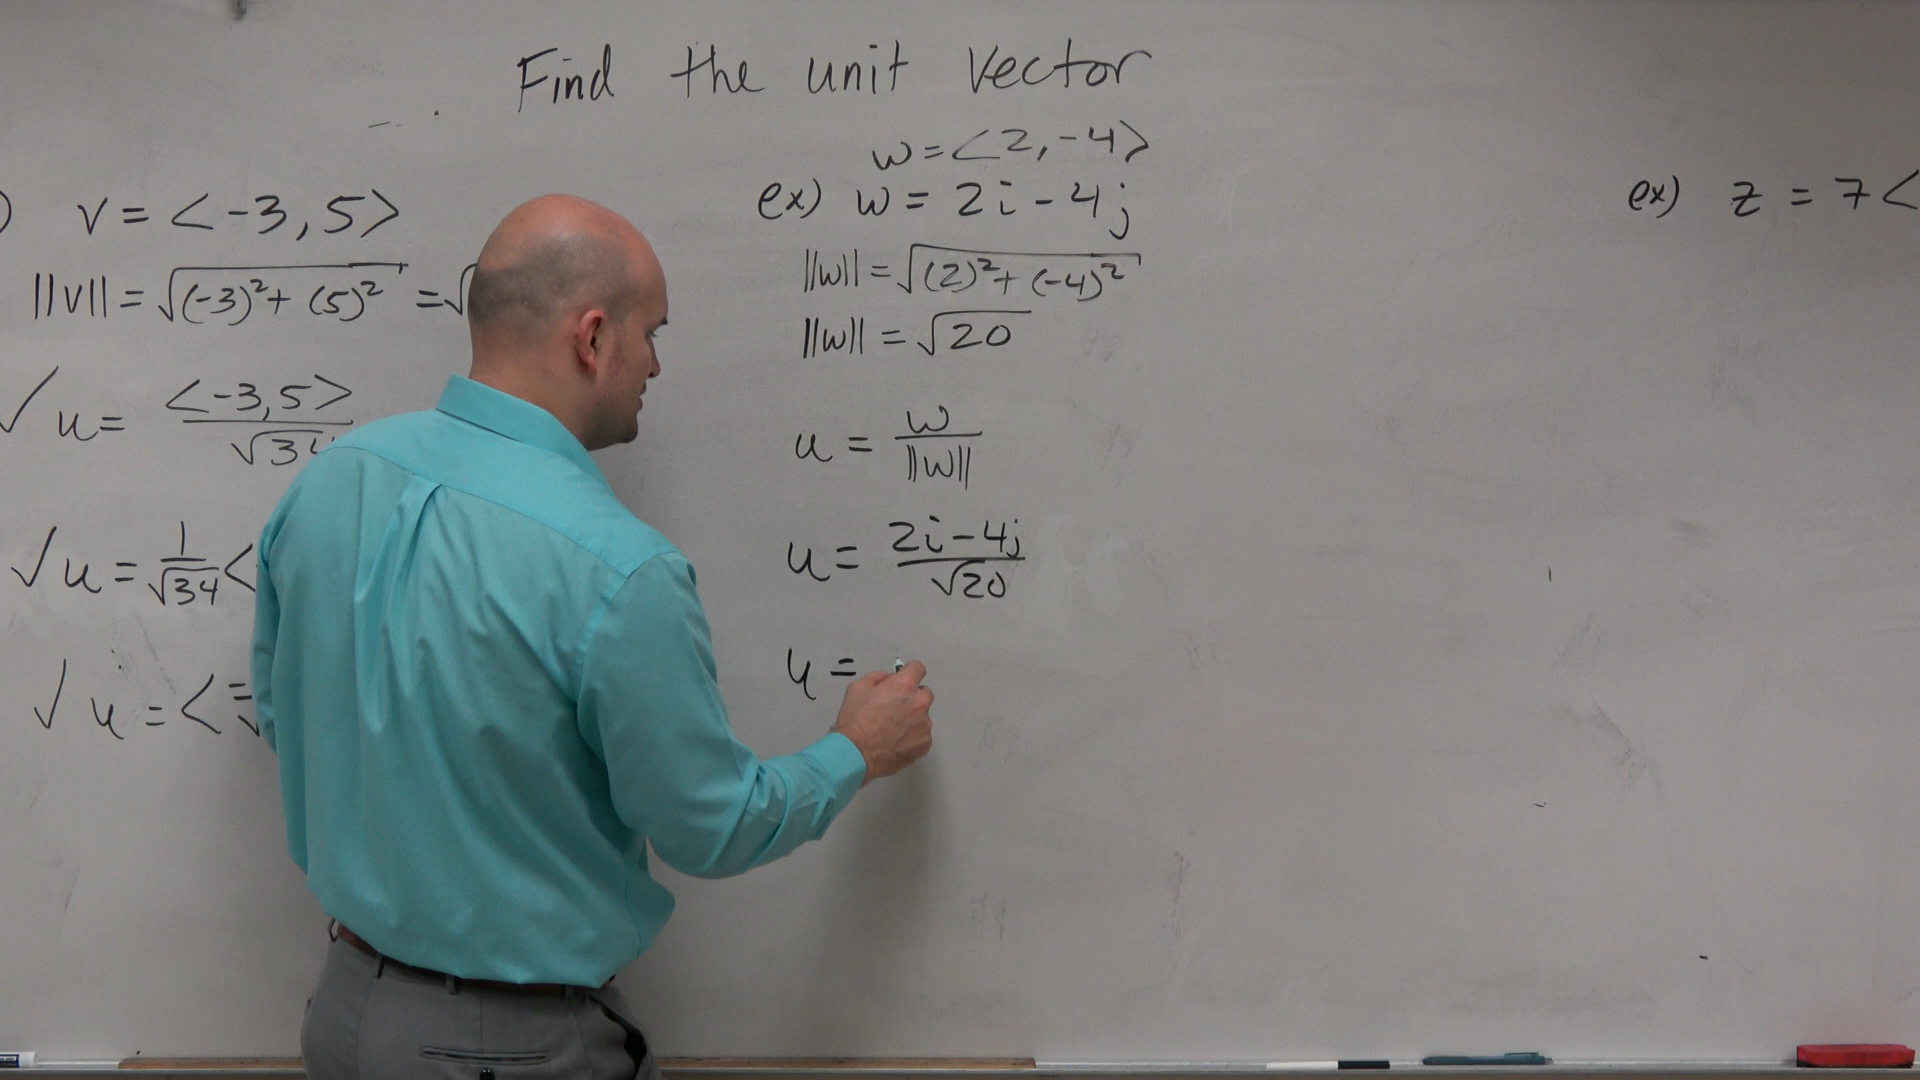 Find the unit vector
) v = <-3,5>
||v|| = √(-3)²+(5)² = √
√ u = <-3,5>/√34
√ u = 1/√34 <
√ u = <
w = <2,-4>
ex) w = 2i - 4j
||w|| = √(2)²+(-4)²
||w|| = √20
u = w/||w||
u = 2i-4j/√20
u =
ex) z = 7<